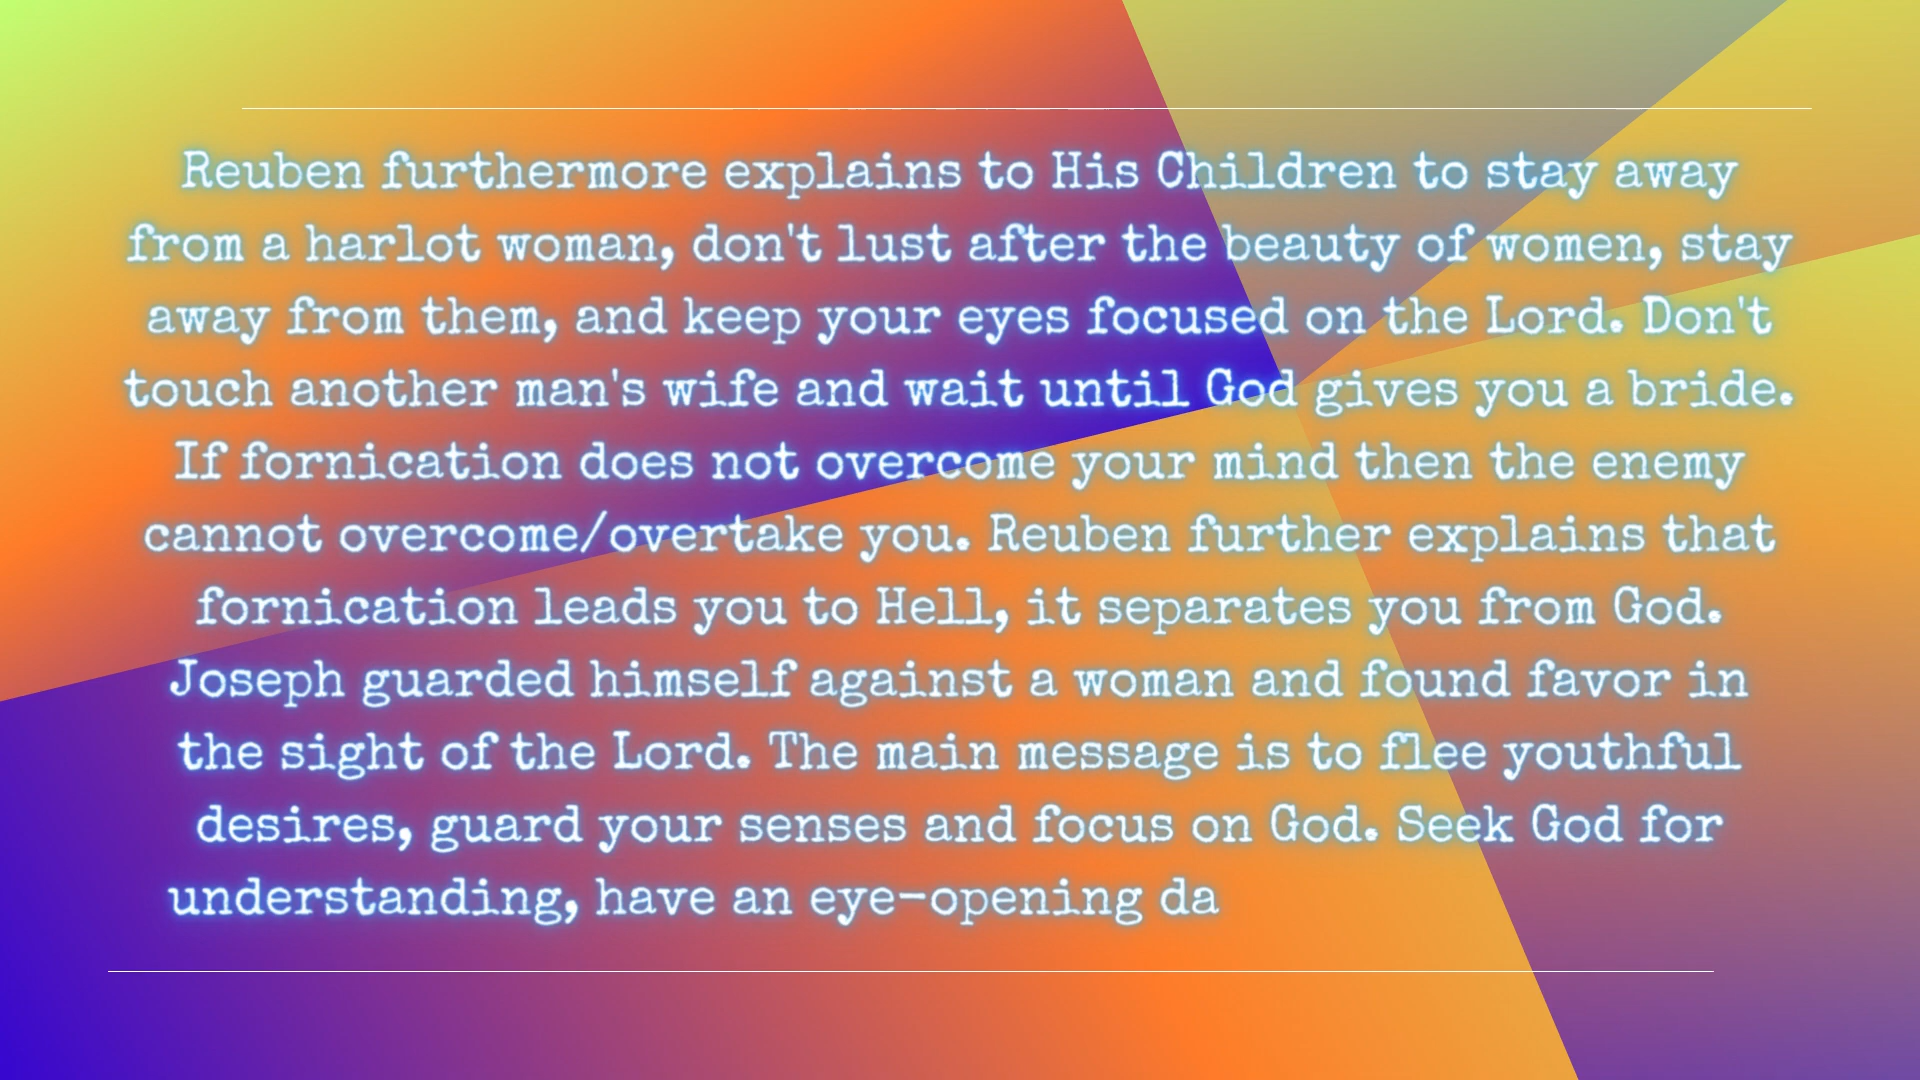 Reuben furthermore explains to His Children to stay away
from a harlot woman, don't lust after the beauty of women, stay
away from them, and keep your eyes focused on the Lord. Don't
touch another man's wife and wait until God gives you a bride.
If fornication does not overcome your mind then the enemy
cannot overcome/overtake you. Reuben further explains that
fornication leads you to Hell, it separates you from God.
Joseph guarded himself against a woman and found favor in
the sight of the Lord. The main message is to flee youthful
desires, guard your senses and focus on God. Seek God for
understanding, have an eye-opening da